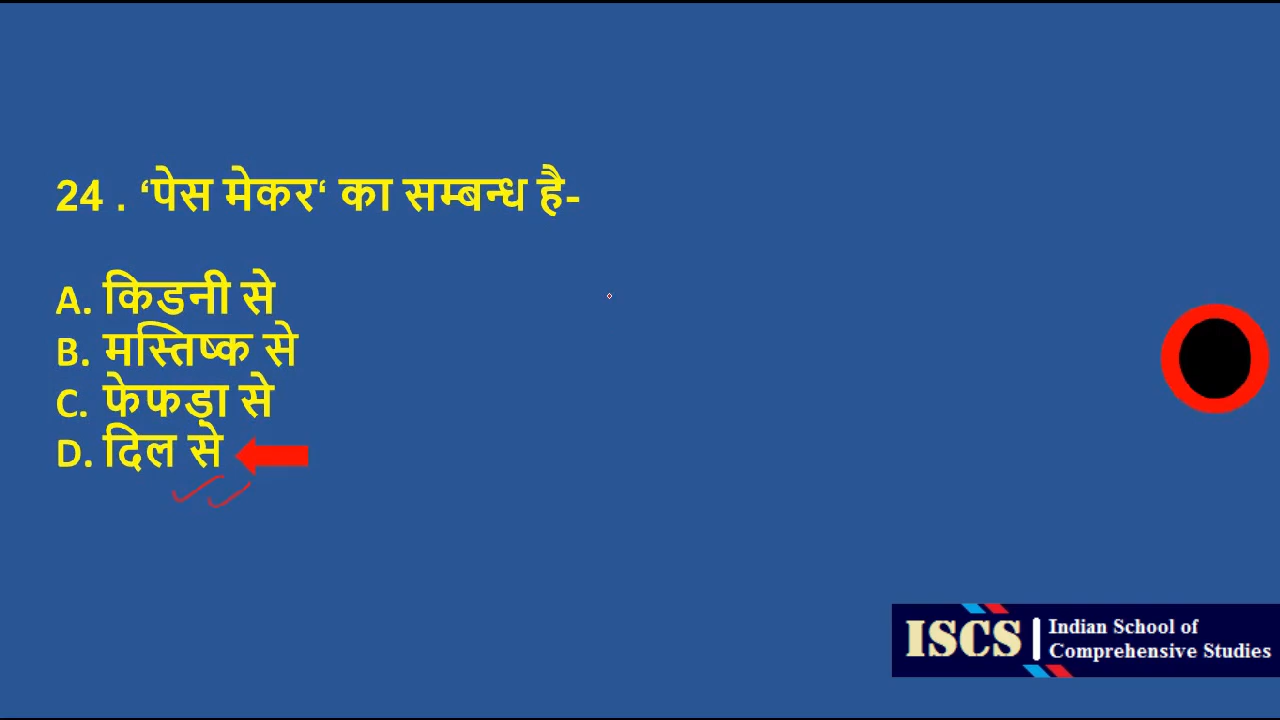 24 . ‘पेस मेकर‘ का सम्बन्ध है-
A. किडनी से
B. मस्तिष्क से
C. फेफड़ा से
D. दिल से
ISCS
Indian School of
Comprehensive Studies